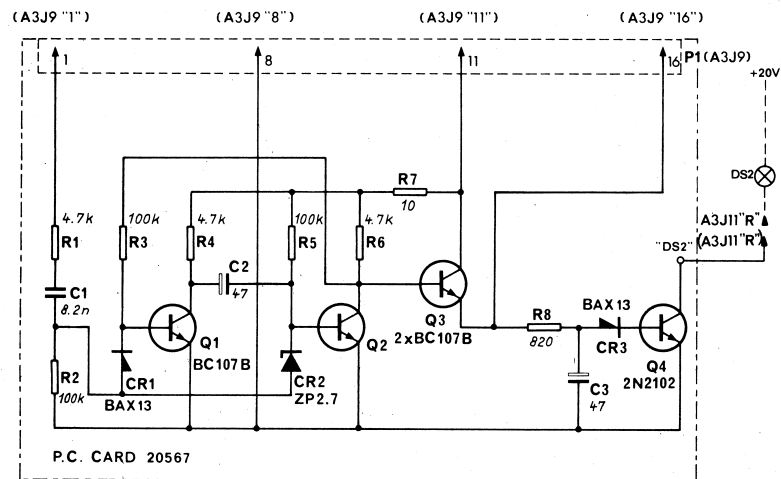 (A3J9 "1") (A3J9 "8") (A3J9 "11") (A3J9 "16")
1 8 11 16 P1(A3J9)
+20V
DS2
R7
10
4.7k 100k 4.7k 100k 4.7k
R1 R3 R4 R5 R6
A3J11"R"
(A3J11"R")
"DS2"
C2
47
C1
8.2n
Q3
2xBC107B
R8
820
BAX13
CR3
Q1
BC107B
Q2
Q4
2N2102
R2
100k
CR1
BAX13
CR2
ZP2.7
C3
47
P.C. CARD 20567